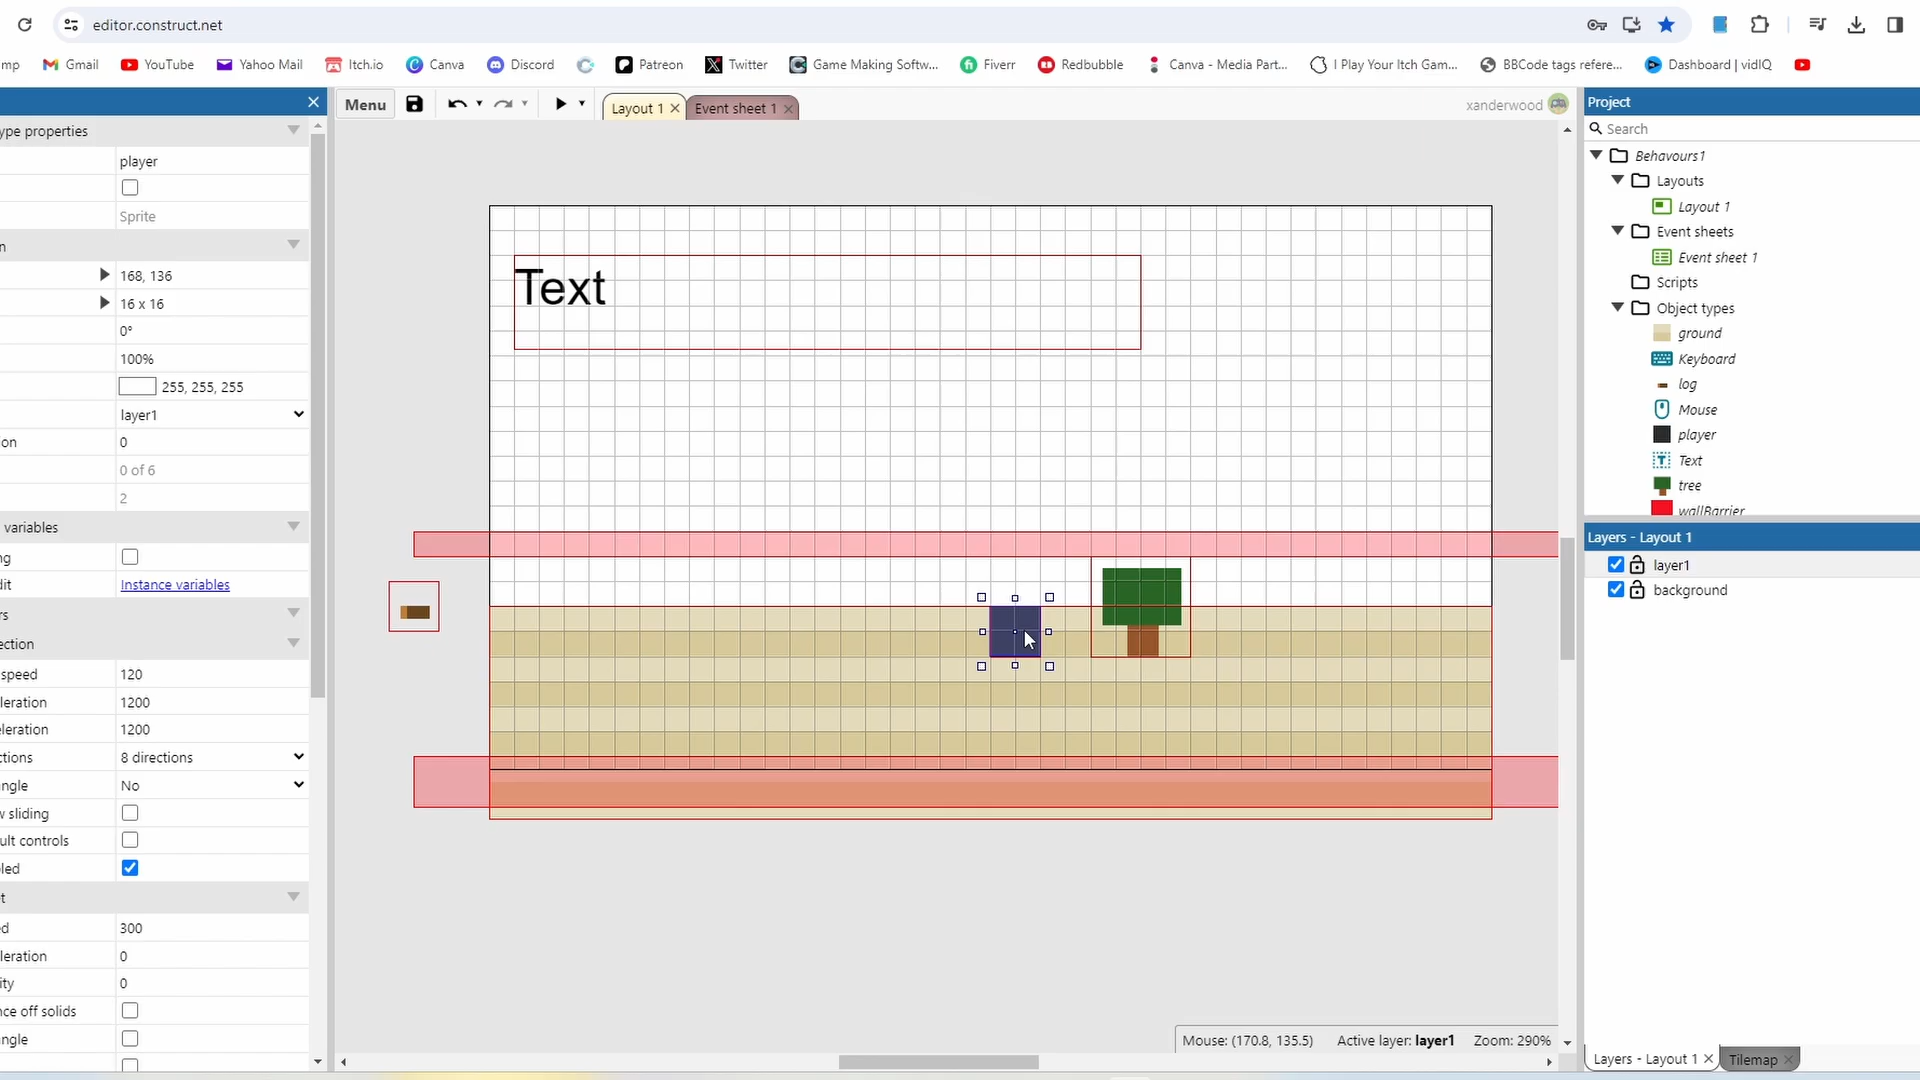 editor.construct.net
mp Gmail YouTube Yahoo Mail Itch.io Canva Discord Patreon Twitter Game Making Softw... Fiverr Redbubble Canva - Media Part... I Play Your Itch Gam... BBCode tags refere... Dashboard | vidIQ
Menu Layout 1 Event sheet 1 xanderwood
ype properties
player
Sprite
n
168, 136
16 x 16
0°
100%
255, 255, 255
layer1
on 0
0 of 6
2
variables
ng
dit Instance variables
rs
ection
speed 120
leration 1200
eleration 1200
ctions 8 directions
ngle No
w sliding
ult controls
led
t
ed 300
leration 0
ity 0
nce off solids
ngle
Text
Mouse: (170.8, 135.5) Active layer: layer1 Zoom: 290%
Project
Search
Behavours1
Layouts
Layout 1
Event sheets
Event sheet 1
Scripts
Object types
ground
Keyboard
log
Mouse
player
Text
tree
wallBarrier
Layers - Layout 1
layer1
background
Layers - Layout 1 Tilemap